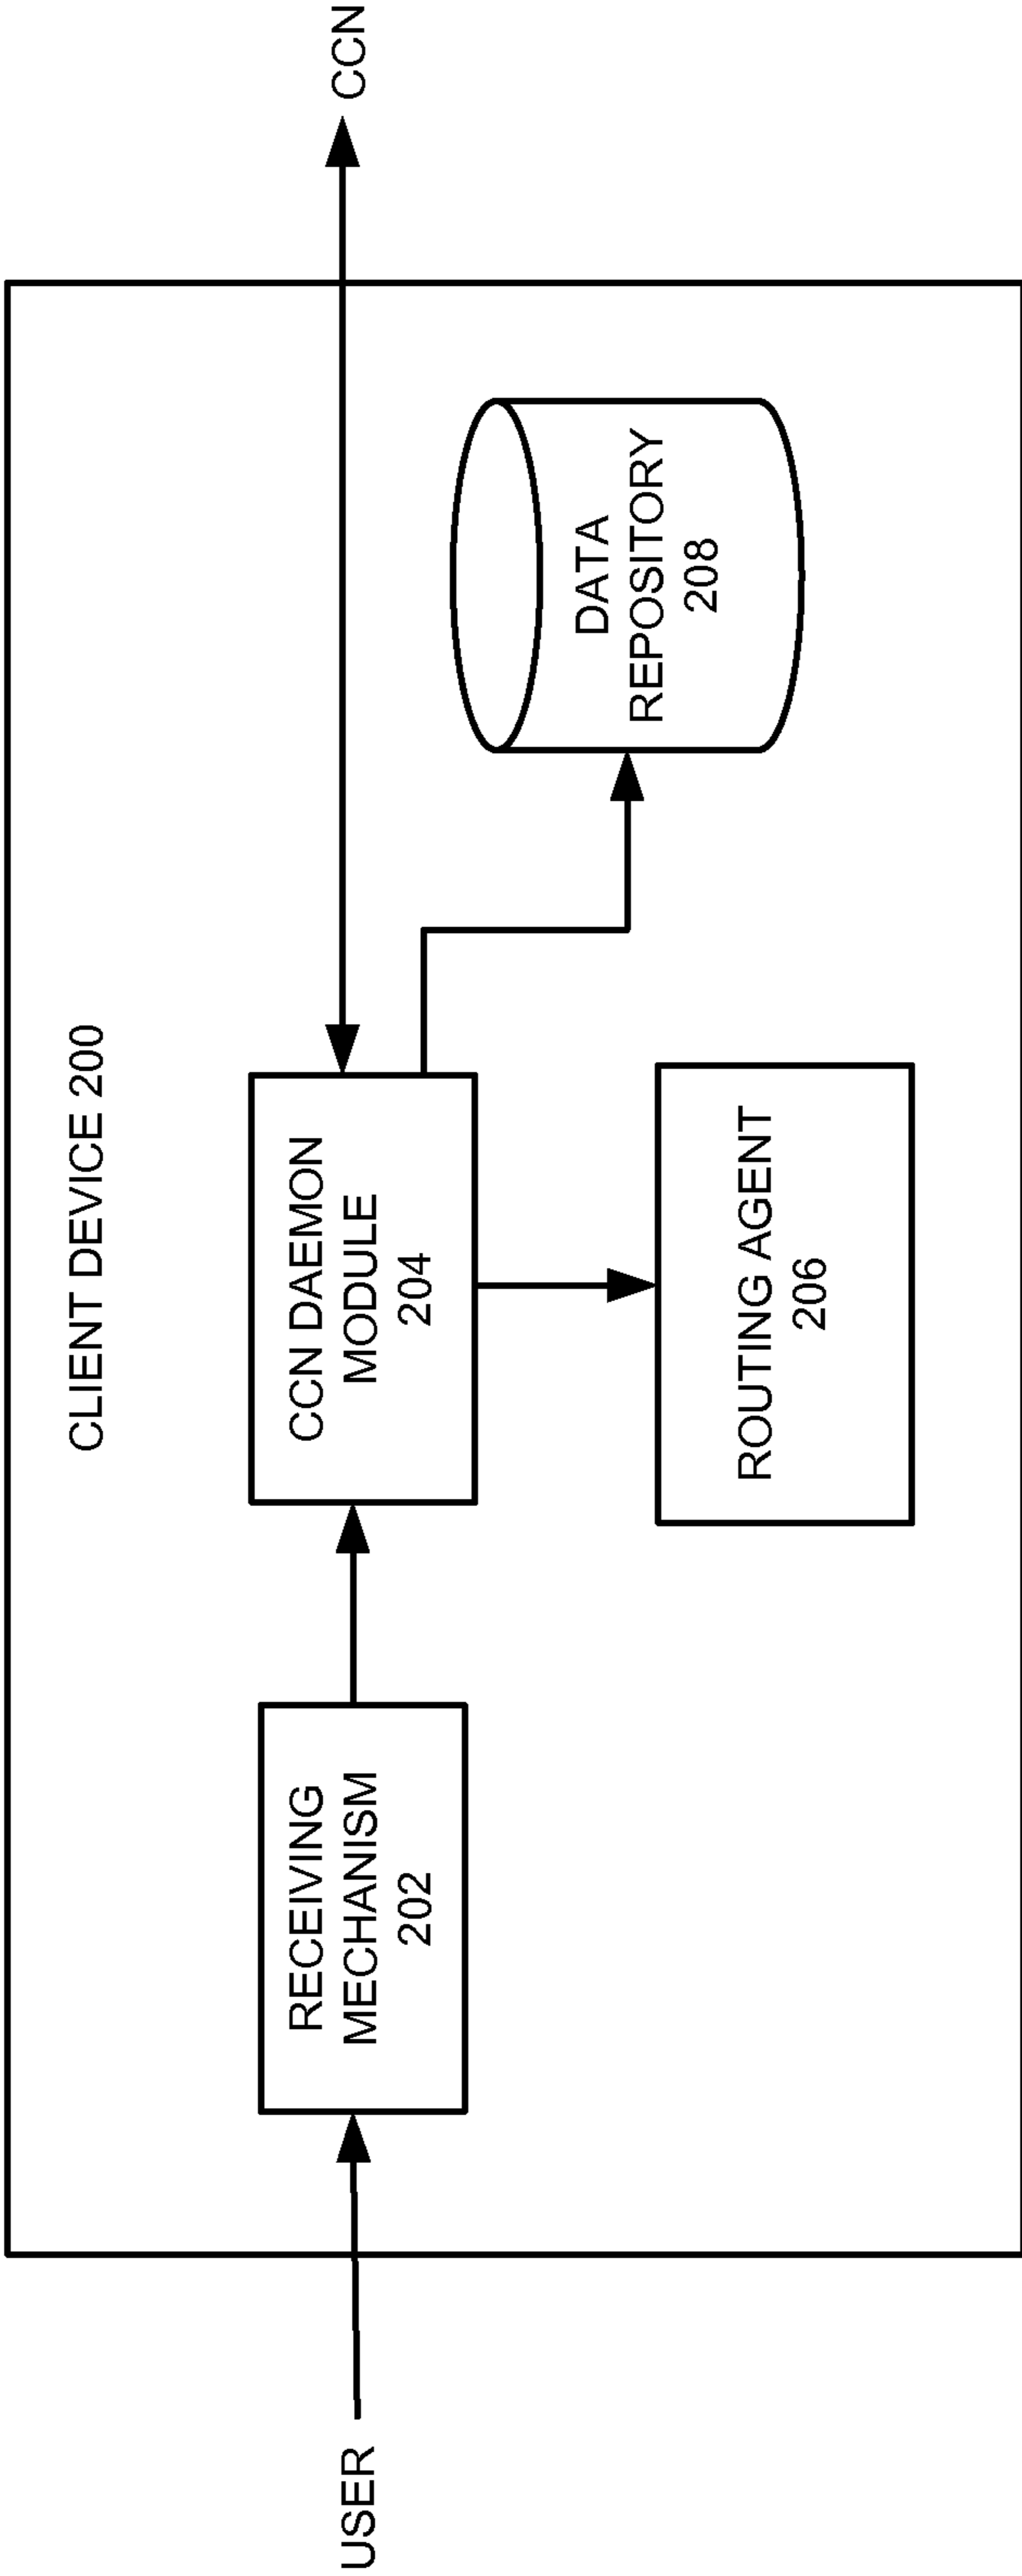 CLIENT DEVICE 200
USER
RECEIVING
MECHANISM
202
CCN DAEMON
MODULE
204
CCN
DATA
REPOSITORY
208
ROUTING AGENT
206